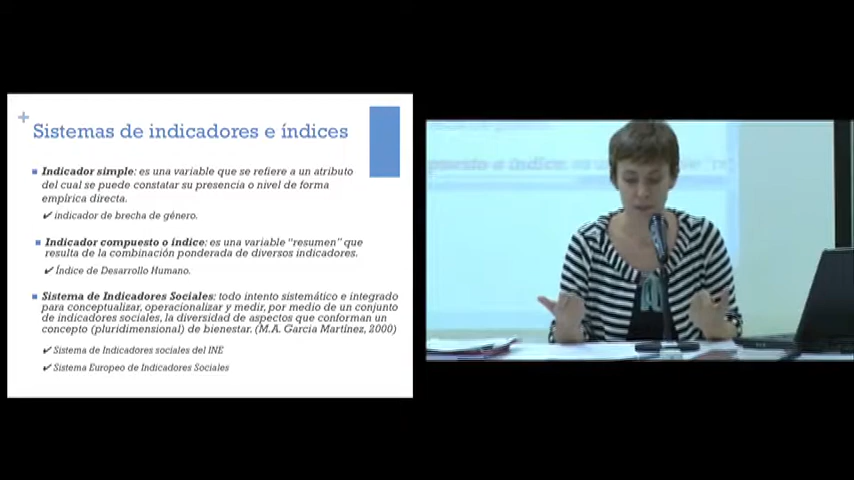 +
Sistemas de indicadores e índices
Indicador simple: es una variable que se refiere a un atributo
del cual se puede constatar su presencia o nivel de forma
empírica directa.
✔ indicador de brecha de género.
Indicador compuesto o índice: es una variable “resumen” que
resulta de la combinación ponderada de diversos indicadores.
✔ Índice de Desarrollo Humano.
Sistema de Indicadores Sociales: todo intento sistemático e integrado
para conceptualizar, operacionalizar y medir, por medio de un conjunto
de indicadores sociales, la diversidad de aspectos que conforman un
concepto (pluridimensional) de bienestar. (M.A. Garcia Martínez, 2000)
✔ Sistema de Indicadores sociales del INE
✔ Sistema Europeo de Indicadores Sociales
puesto o índice: es una